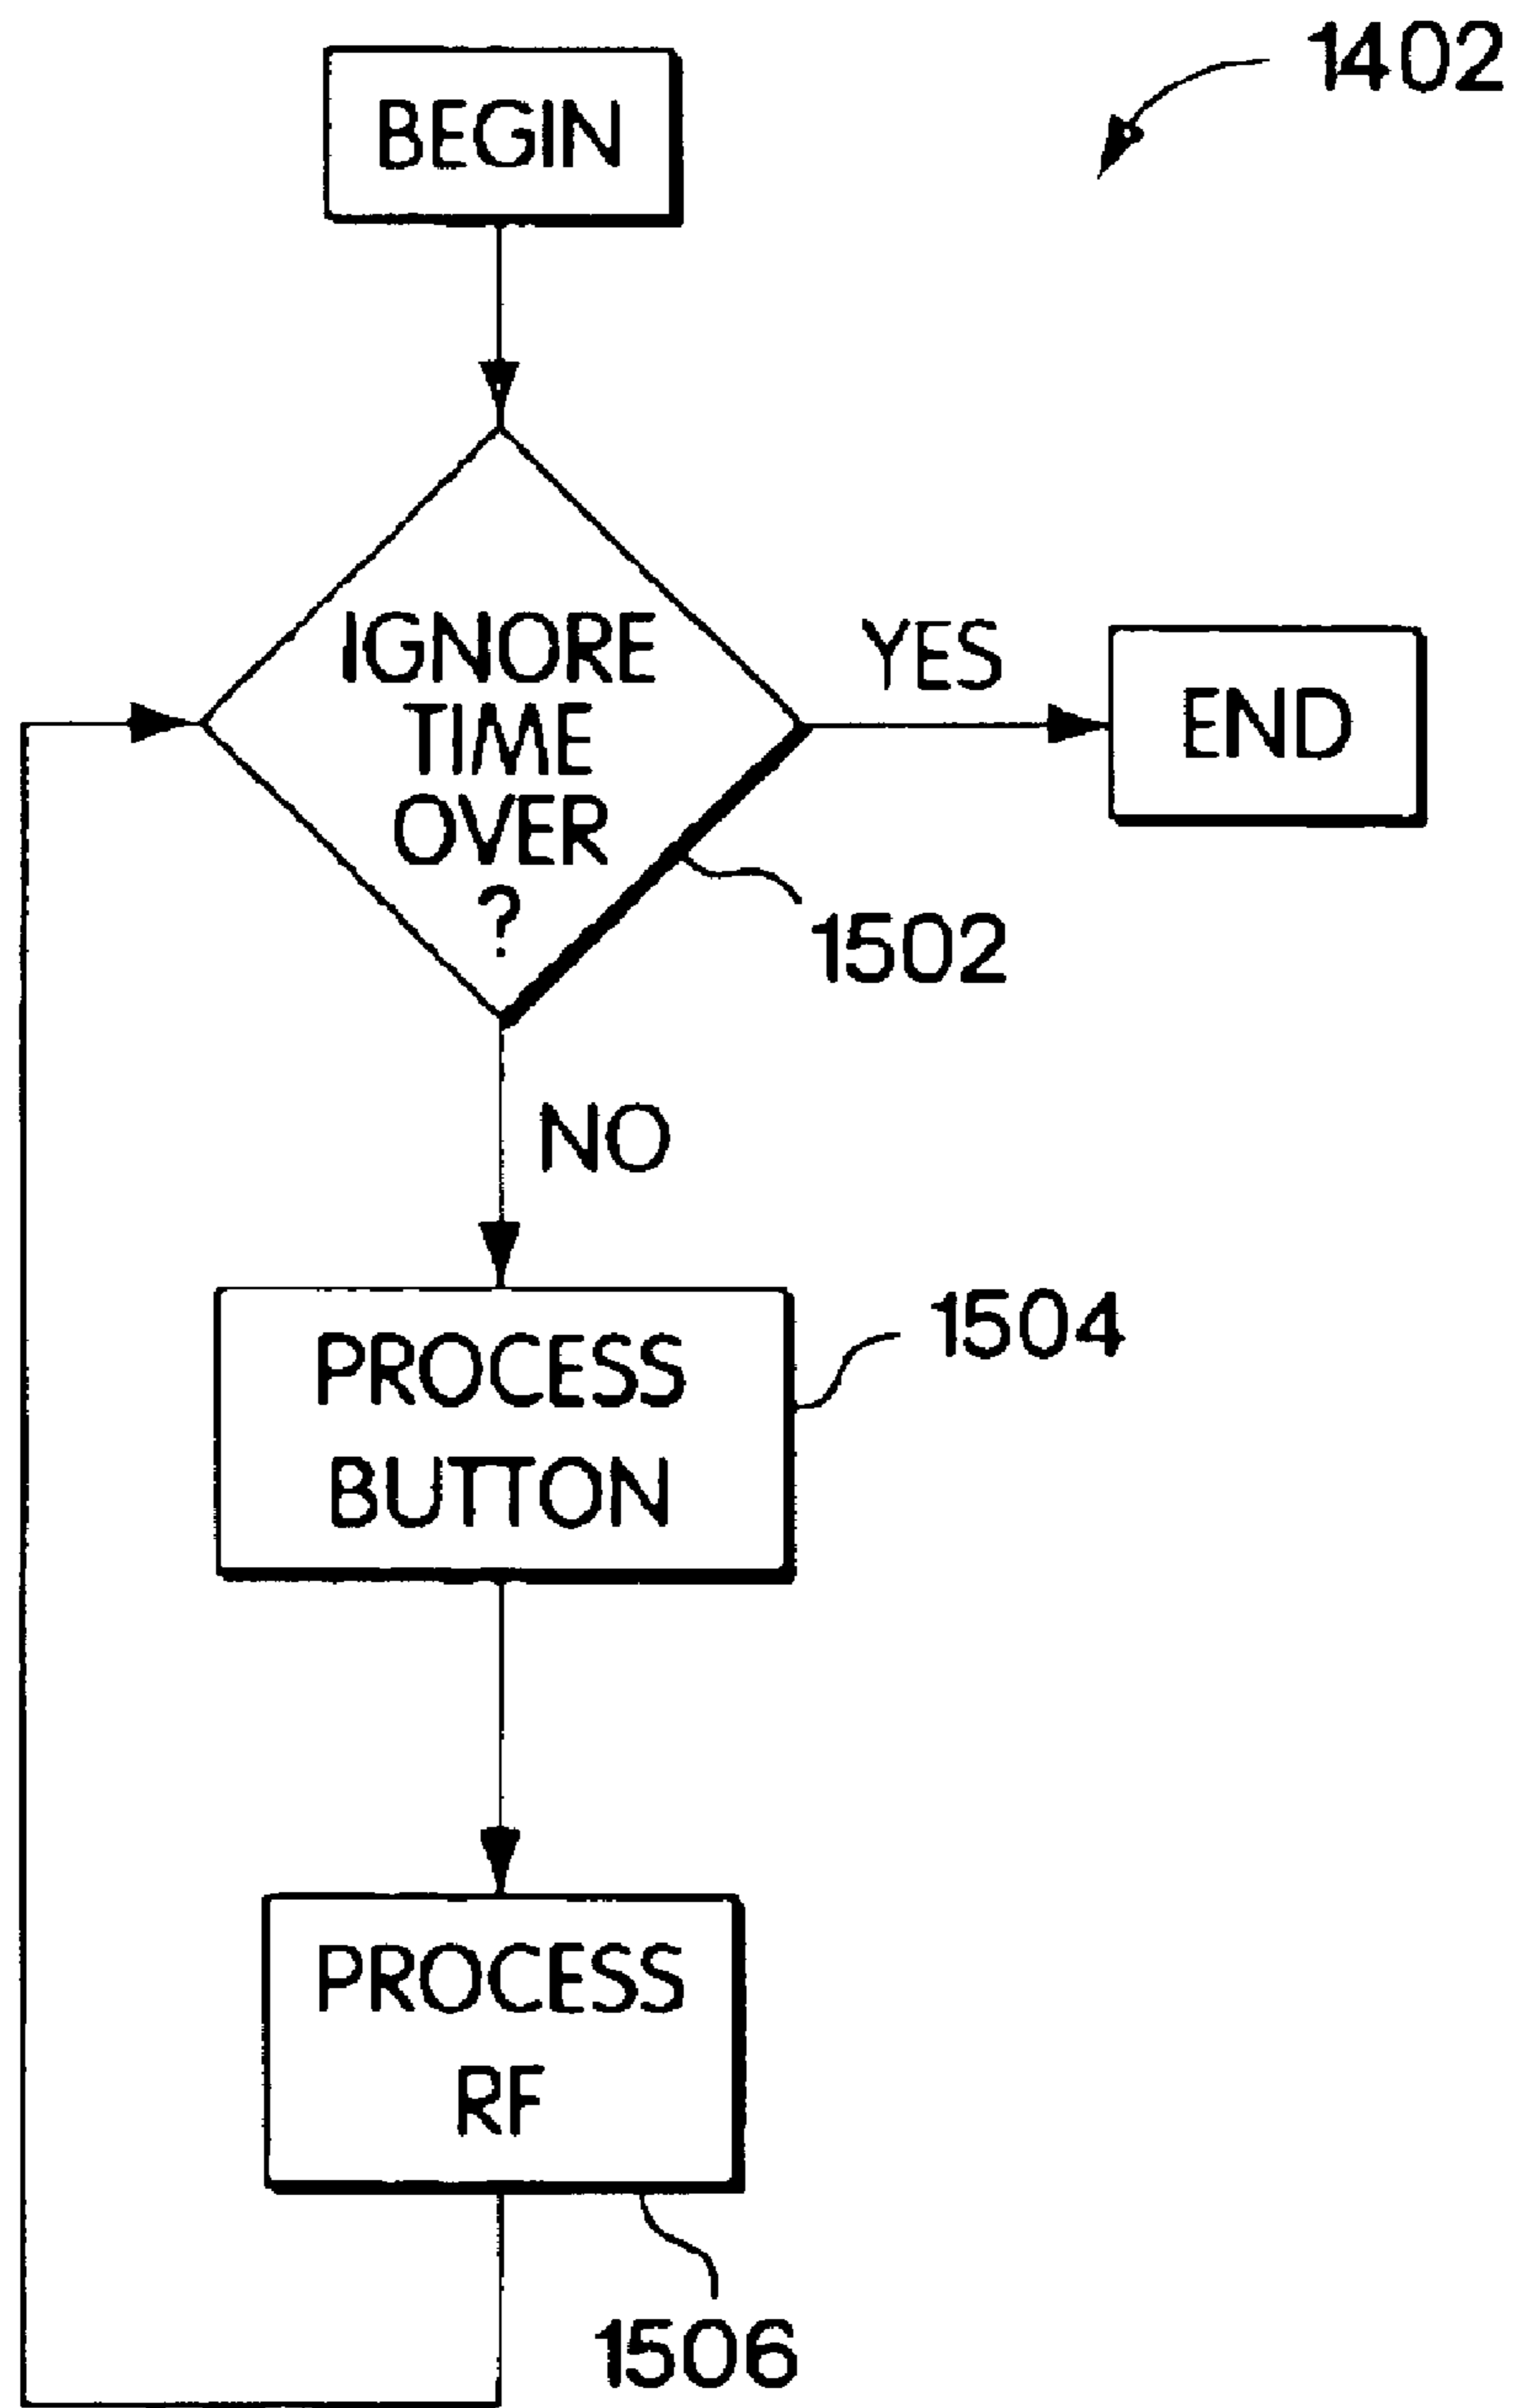 1402
BEGIN
IGNORE
TIME
OVER
?
YES
END
1502
NO
PROCESS
BUTTON
1504
PROCESS
RF
1506